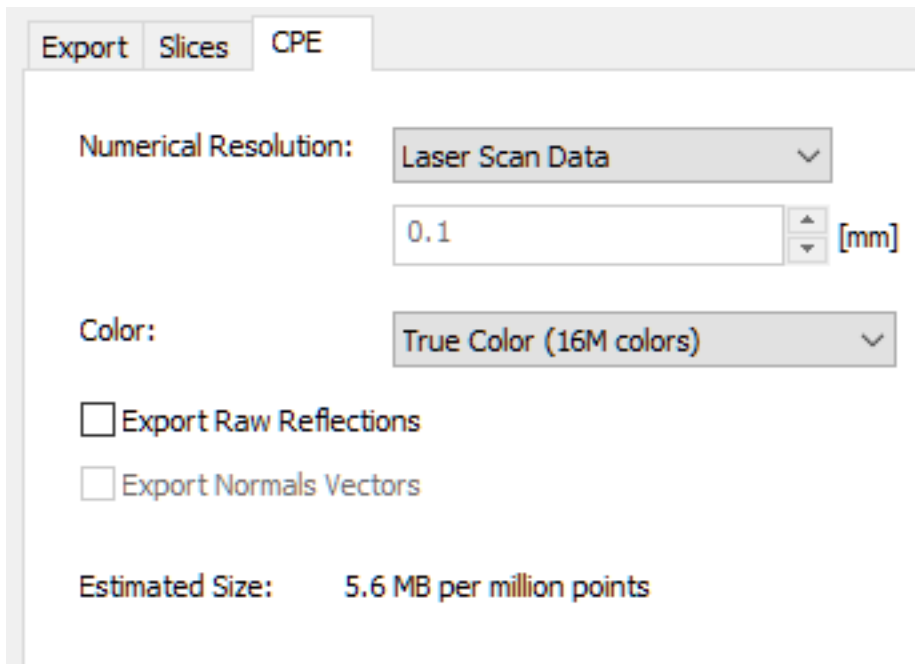 Export Slices CPE
Numerical Resolution: Laser Scan Data
0.1 [mm]
Color: True Color (16M colors)
Export Raw Reflections
Export Normals Vectors
Estimated Size: 5.6 MB per million points